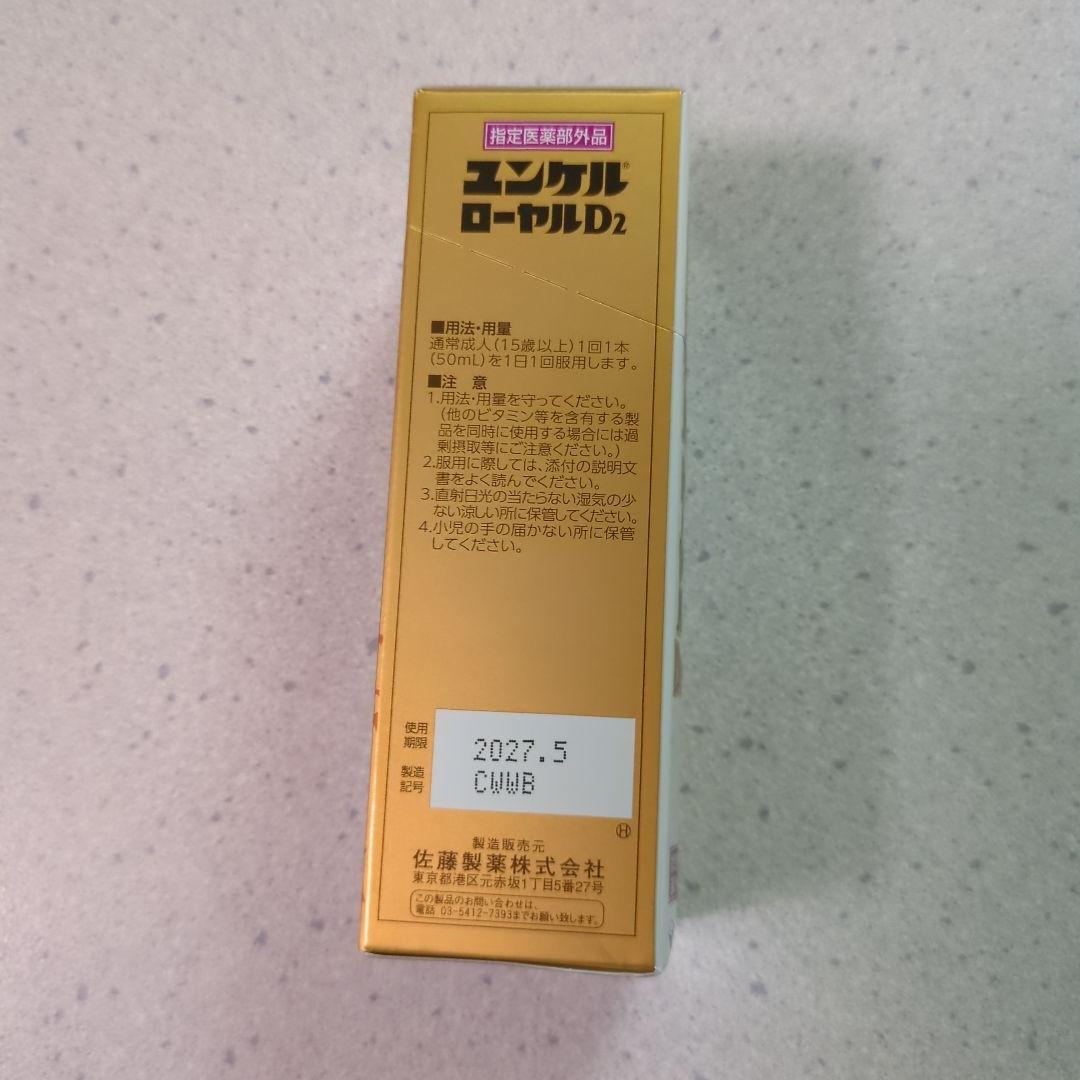 指定医薬部外品
ユンケル®
ローヤルD2
■用法・用量
通常成人(15歳以上)1回1本
(50mL)を1日1回服用します。
■注 意
1.用法・用量を守ってください。
(他のビタミン等を含有する製
品を同時に使用する場合には過
剰摂取等にご注意ください。)
2.服用に際しては、添付の説明文
書をよく読んでください。
3.直射日光の当たらない湿気の少
ない涼しい所に保管してください。
4.小児の手の届かない所に保管
してください。
使用
期限
2027.5
製造
記号
CWWB
Ⓗ
製造販売元
佐藤製薬株式会社
東京都港区元赤坂1丁目5番27号
この製品のお問い合わせは、
電話 03-5412-7393までお願い致します。